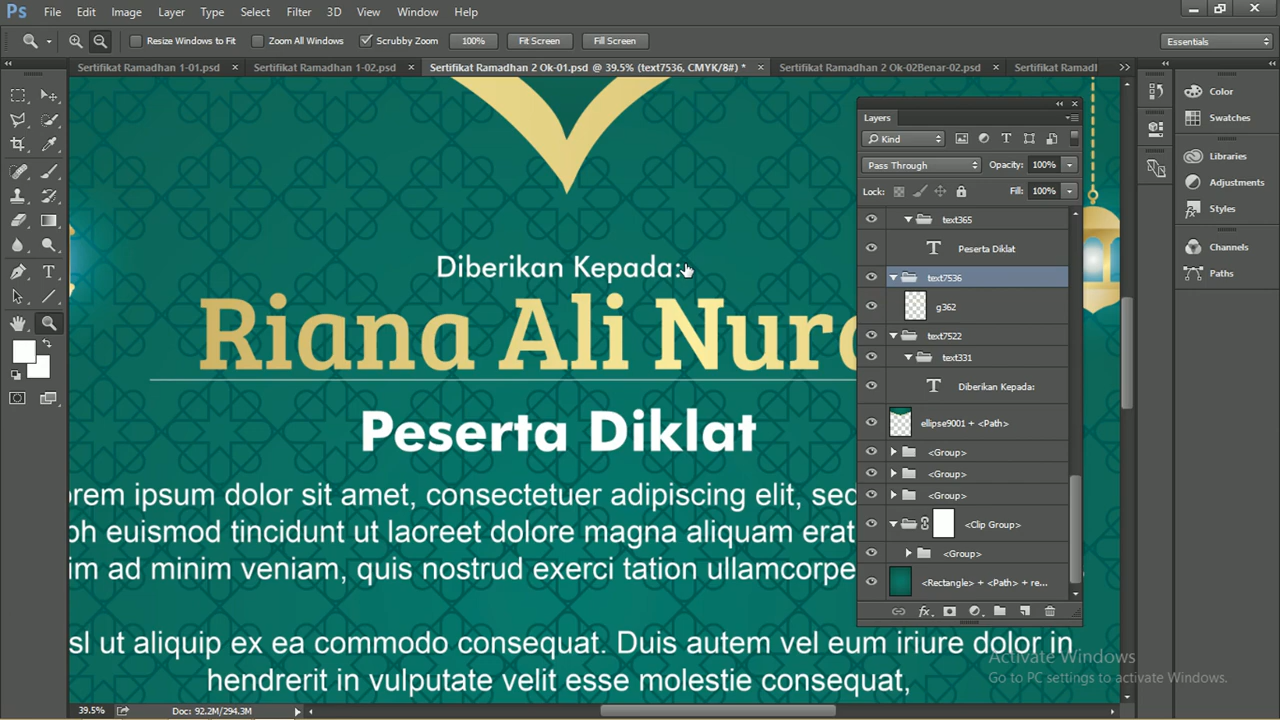 Ps File Edit Image Layer Type Select Filter 3D View Window Help
Resize Windows to Fit Zoom All Windows Scrubby Zoom 100% Fit Screen Fill Screen Essentials
Sertifikat Ramadhan 1-01.psd × Sertifikat Ramadhan 1-02.psd × Sertifikat Ramadhan 2 Ok-01.psd @ 39.5% (text7536, CMYK/8#) * × Sertifikat Ramadhan 2 Ok-02Benar-02.psd × Sertifikat Ramadl
Layers
Kind
Pass Through Opacity: 100%
Lock: Fill: 100%
text365
Peserta Diklat
text7536
g362
text7522
text331
Diberikan Kepada:
ellipse9001 + <Path>
<Group>
<Group>
<Group>
<Clip Group>
<Group>
<Rectangle> + <Path> + re...
fx
Color
Swatches
Libraries
Adjustments
Styles
Channels
Paths
Diberikan Kepada:
Riana Ali
Peserta Diklat
orem ipsum dolor sit amet, consectetuer adipiscing elit, sed
bh euismod tincidunt ut laoreet dolore magna aliquam erat
im ad minim veniam, quis nostrud exerci tation ullamcorpe
sl ut aliquip ex ea commodo consequat. Duis autem vel eum iriure dolor in
hendrerit in vulputate velit esse molestie consequat,
Activate Windows
Go to PC settings to activate Windows.
39.5% Doc: 92.2M/294.3M